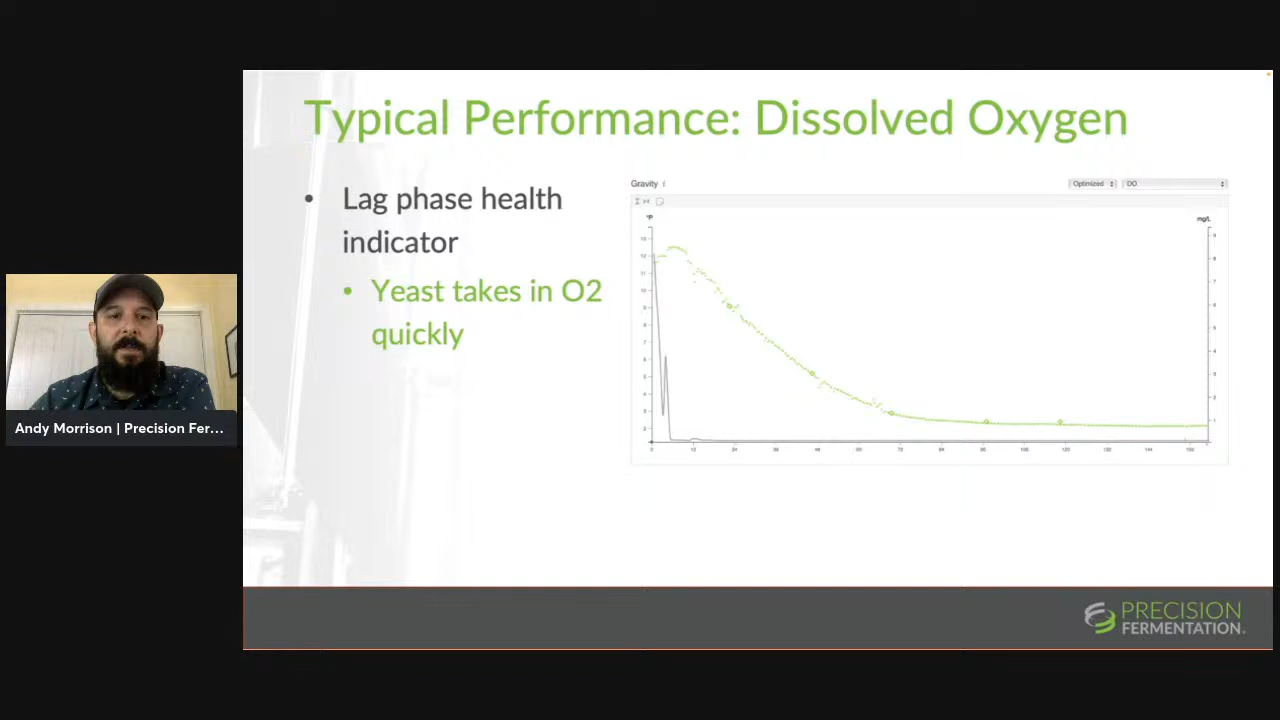 Typical Performance: Dissolved Oxygen
• Lag phase health
indicator
• Yeast takes in O2
quickly
Gravity
Optimized
DO
°P
mg/L
Andy Morrison | Precision Fer...
PRECISION
FERMENTATION